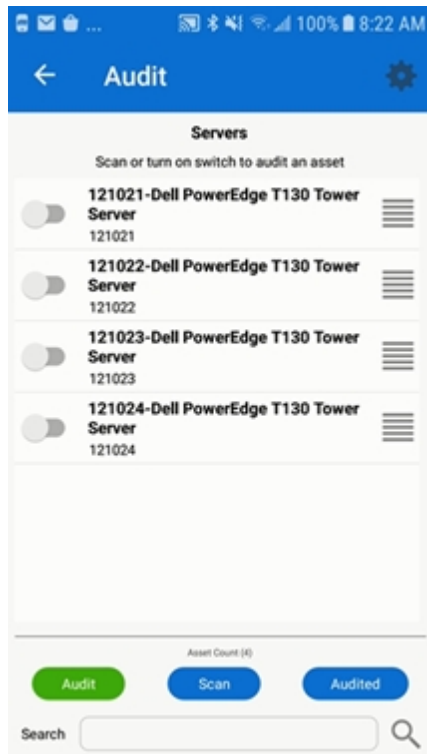 ... 100% 8:22 AM
Audit
Servers
Scan or turn on switch to audit an asset
121021-Dell PowerEdge T130 Tower
Server
121021
121022-Dell PowerEdge T130 Tower
Server
121022
121023-Dell PowerEdge T130 Tower
Server
121023
121024-Dell PowerEdge T130 Tower
Server
121024
Asset Count (4)
Audit Scan Audited
Search